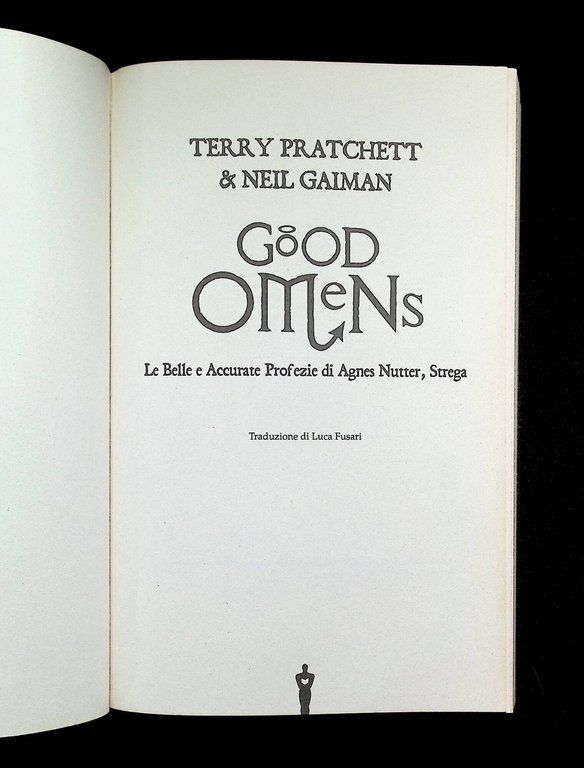 TERRY PRATCHETT
& NEIL GAIMAN
GOOD
OMeNs
Le Belle e Accurate Profezie di Agnes Nutter, Strega
Traduzione di Luca Fusari